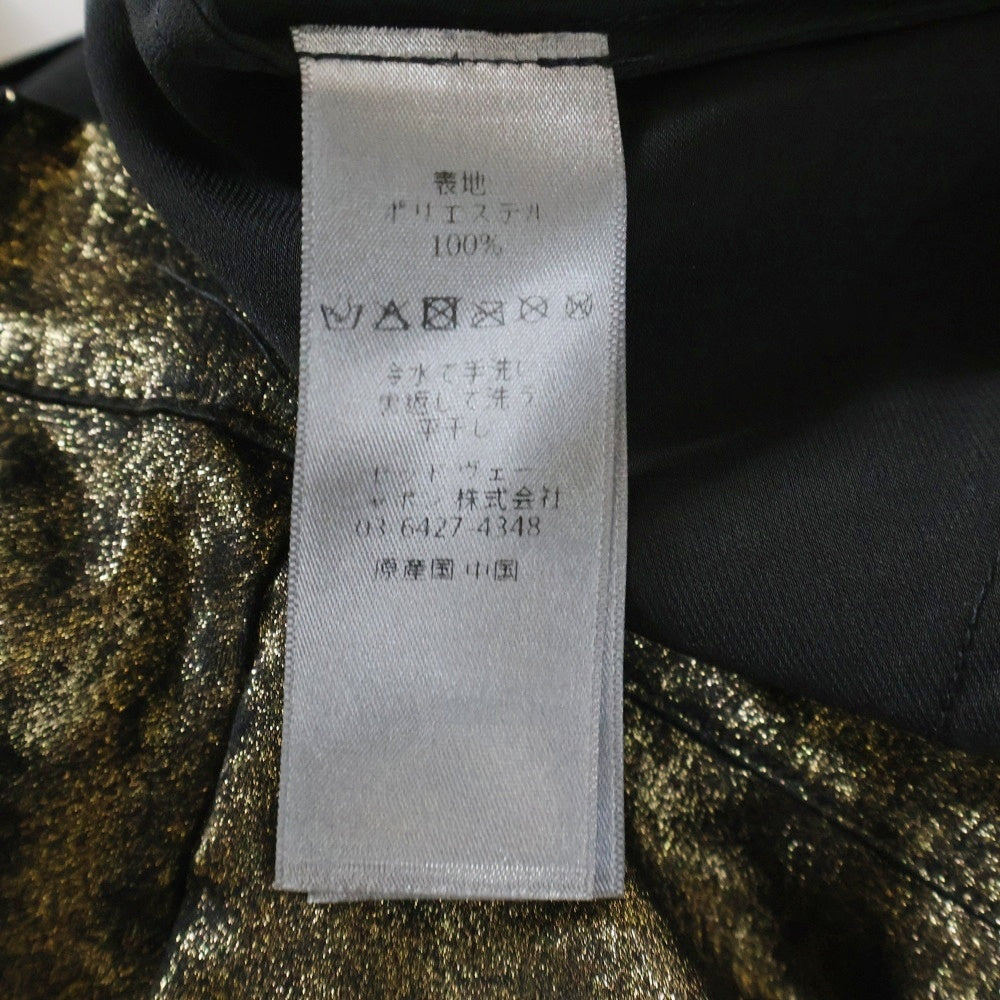 表地:
ポリエステル
100%
冷水で手洗い
裏返して洗う
平干し
株式会社
03-6427-4348
原産国 中国